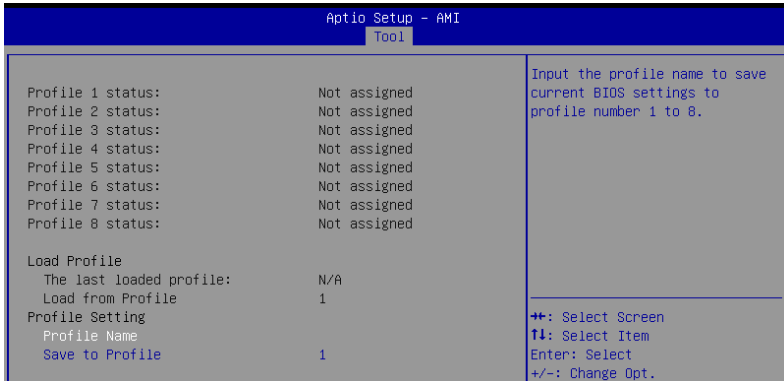 Aptio Setup - AMI
Tool
Profile 1 status: Not assigned
Profile 2 status: Not assigned
Profile 3 status: Not assigned
Profile 4 status: Not assigned
Profile 5 status: Not assigned
Profile 6 status: Not assigned
Profile 7 status: Not assigned
Profile 8 status: Not assigned
Load Profile
The last loaded profile: N/A
Load from Profile 1
Profile Setting
Profile Name
Save to Profile 1
Input the profile name to save
current BIOS settings to
profile number 1 to 8.
→←: Select Screen
↑↓: Select Item
Enter: Select
+/-: Change Opt.